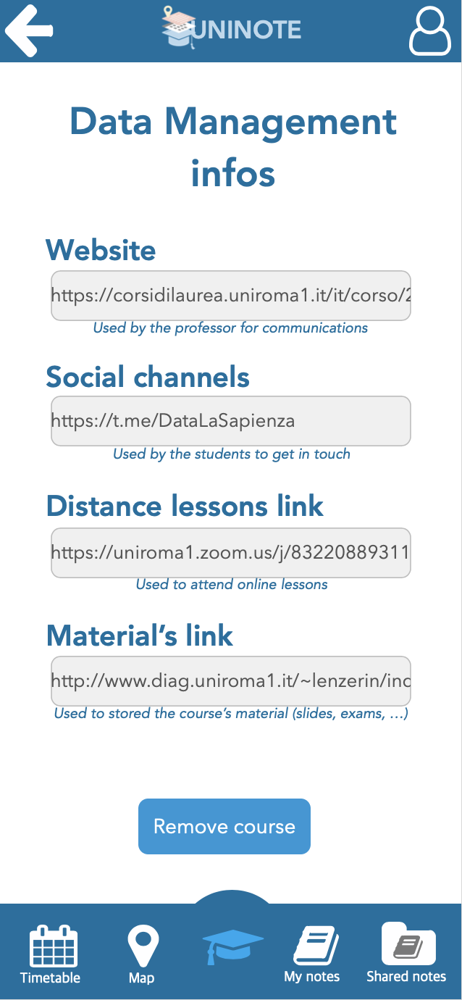 UNINOTE
Data Management
infos
Website
https://corsidilaurea.uniroma1.it/it/corso/2
Used by the professor for communications
Social channels
https://t.me/DataLaSapienza
Used by the students to get in touch
Distance lessons link
https://uniroma1.zoom.us/j/83220889311
Used to attend online lessons
Material’s link
http://www.diag.uniroma1.it/~lenzerin/ind
Used to stored the course’s material (slides, exams, …)
Remove course
Timetable
Map
My notes
Shared notes